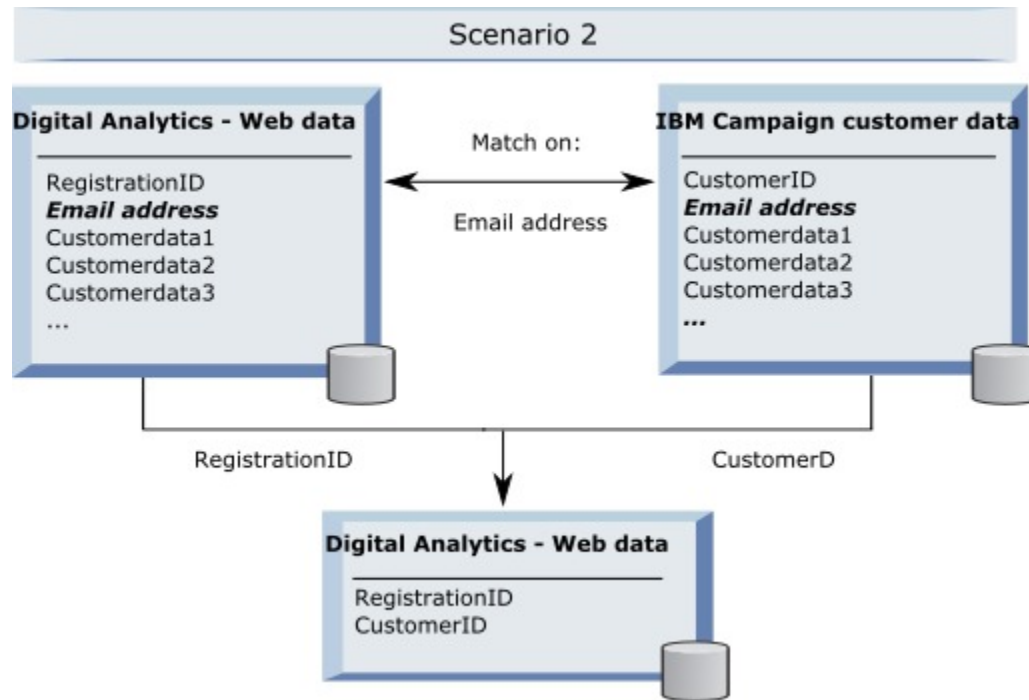 Scenario 2
Digital Analytics - Web data
RegistrationID
Email address
Customerdata1
Customerdata2
Customerdata3
...
Match on:
Email address
IBM Campaign customer data
CustomerID
Email address
Customerdata1
Customerdata2
Customerdata3
...
RegistrationID
CustomerD
Digital Analytics - Web data
RegistrationID
CustomerID